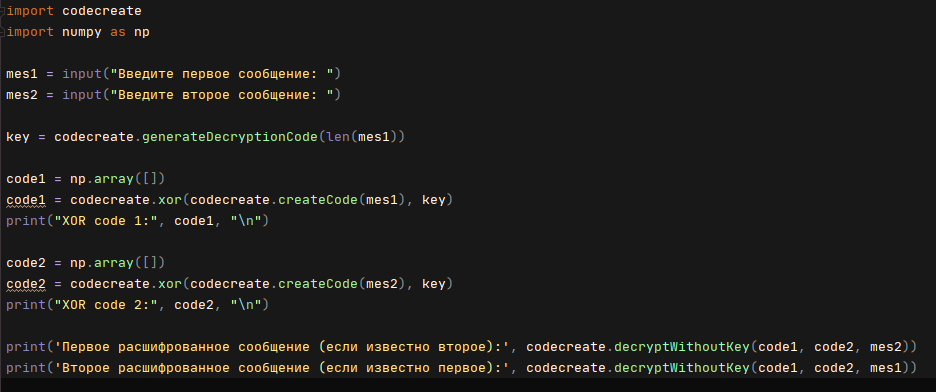 import codecreate
import numpy as np
mes1 = input("Введите первое сообщение: ")
mes2 = input("Введите второе сообщение: ")
key = codecreate.generateDecryptionCode(len(mes1))
code1 = np.array([])
code1 = codecreate.xor(codecreate.createCode(mes1), key)
print("XOR code 1:", code1, "\n")
code2 = np.array([])
code2 = codecreate.xor(codecreate.createCode(mes2), key)
print("XOR code 2:", code2, "\n")
print('Первое расшифрованное сообщение (если известно второе):', codecreate.decryptWithoutKey(code1, code2, mes2))
print('Второе расшифрованное сообщение (если известно первое):', codecreate.decryptWithoutKey(code1, code2, mes1))